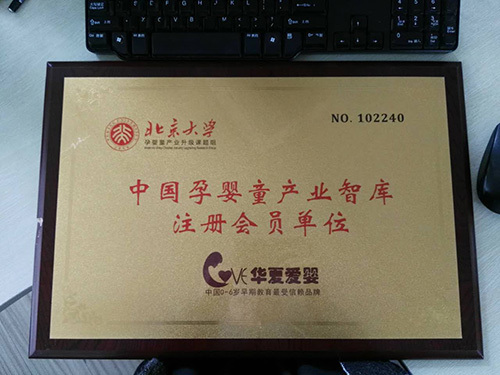 北京大学
孕婴童产业升级课题组
NO. 102240
中国孕婴童产业智库
注册会员单位
LOVE 华夏爱婴
中国0-6岁早期教育最受信赖品牌